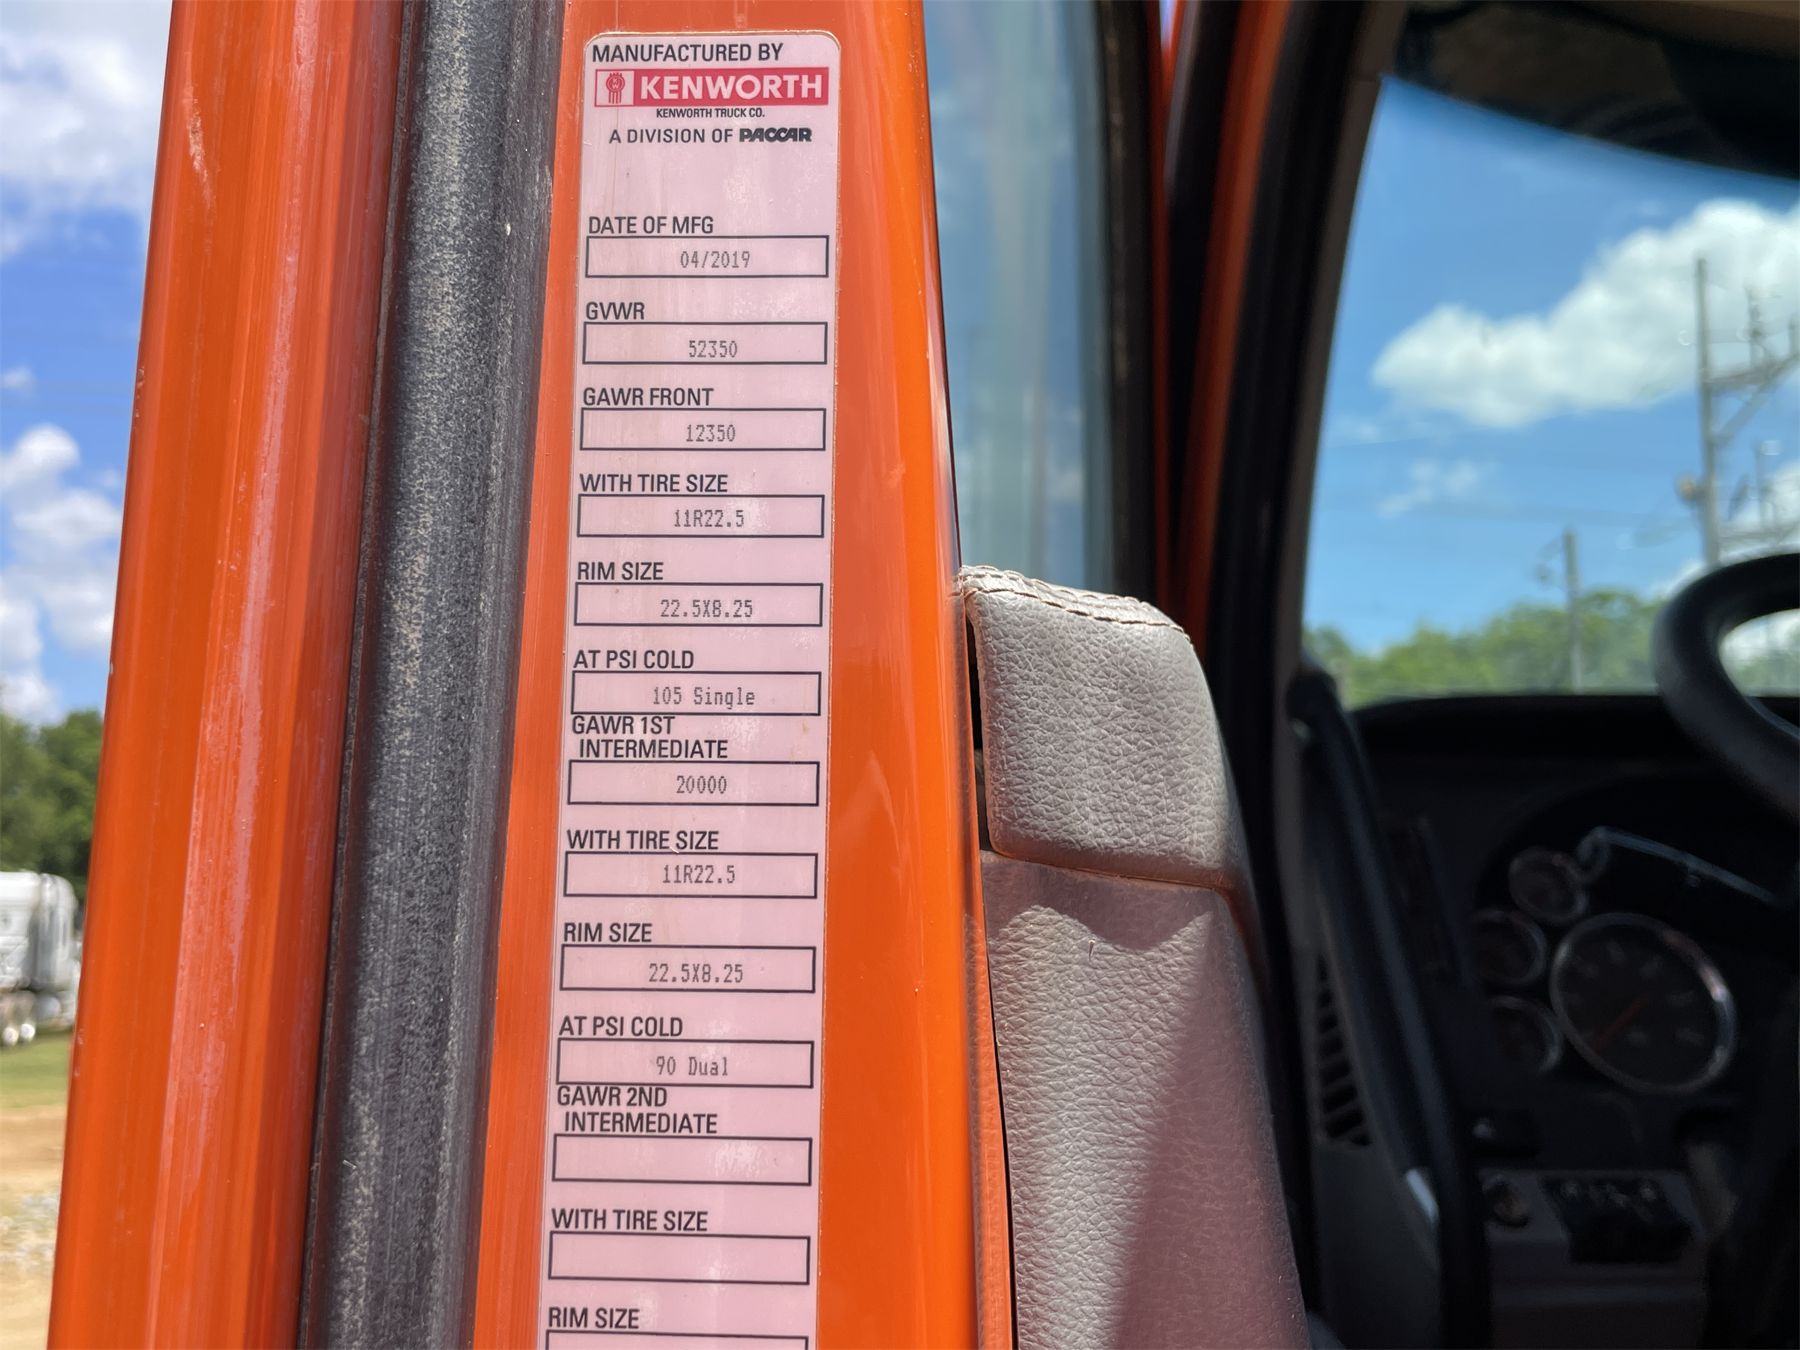 MANUFACTURED BY
KENWORTH
KENWORTH TRUCK CO.
A DIVISION OF PACCAR
DATE OF MFG
04/2019
GVWR
52350
GAWR FRONT
12350
WITH TIRE SIZE
11R22.5
RIM SIZE
22.5X8.25
AT PSI COLD
105 Single
GAWR 1ST
INTERMEDIATE
20000
WITH TIRE SIZE
11R22.5
RIM SIZE
22.5X8.25
AT PSI COLD
90 Dual
GAWR 2ND
INTERMEDIATE
WITH TIRE SIZE
RIM SIZE